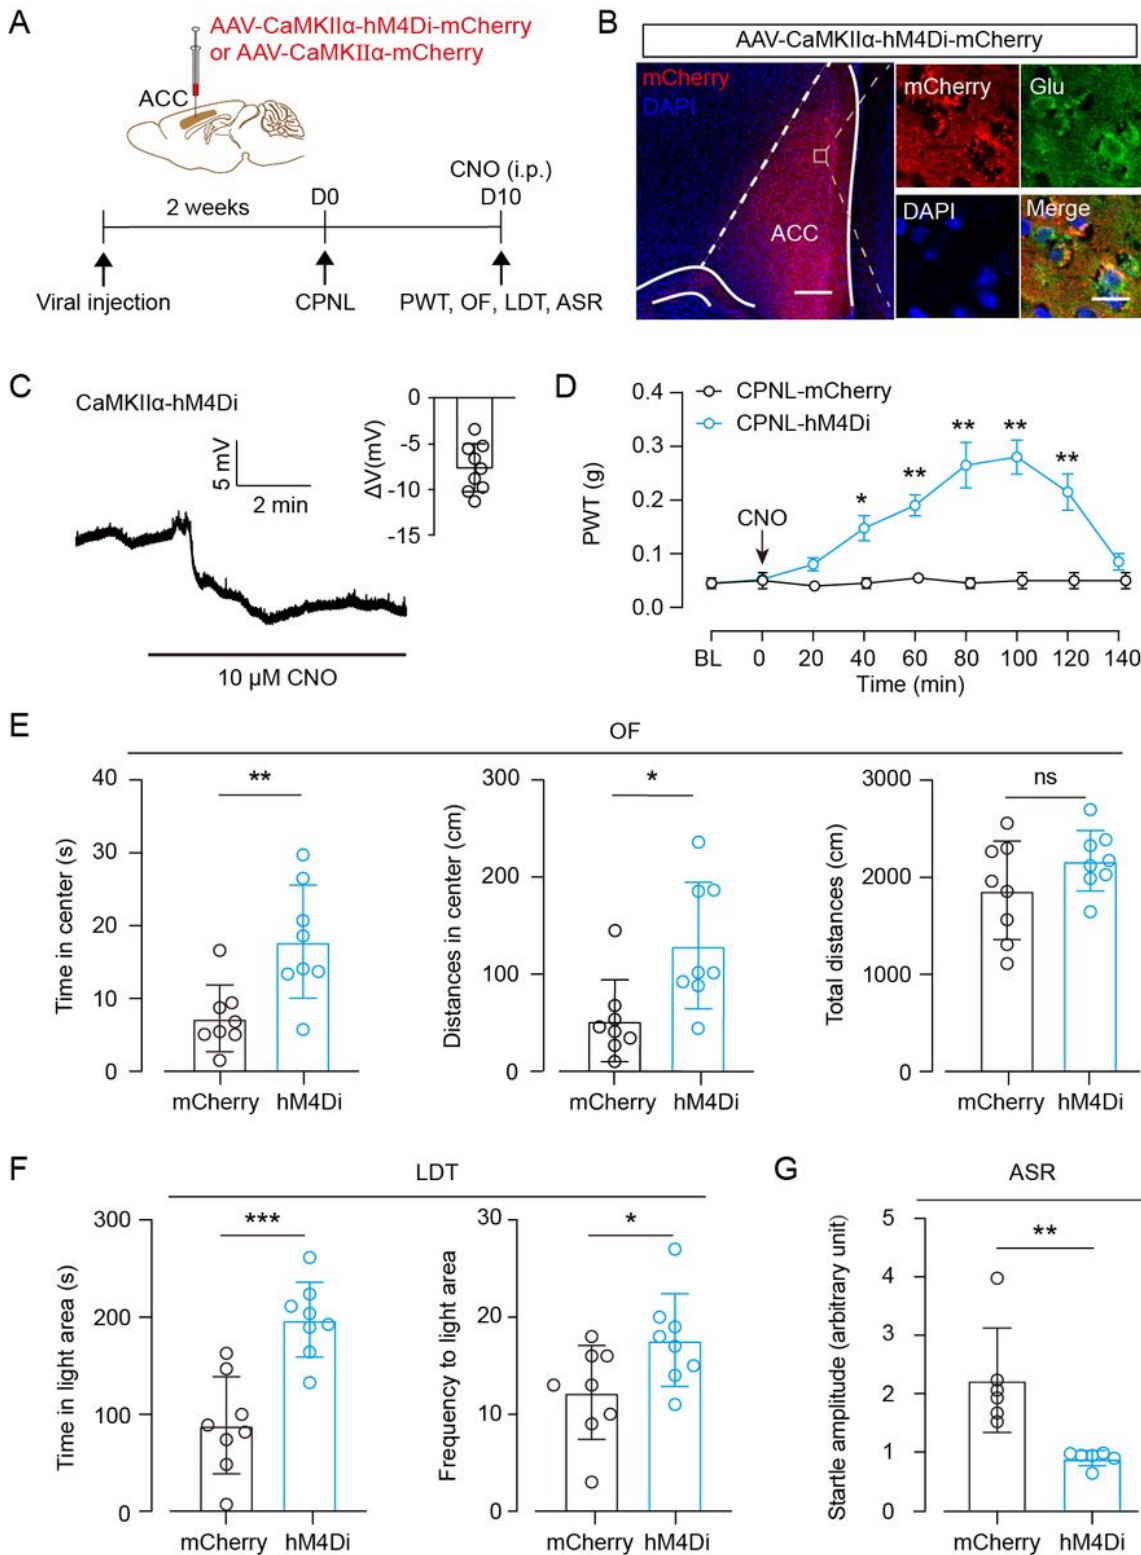 A
AAV-CaMKIIα-hM4Di-mCherry
or AAV-CaMKIIα-mCherry
ACC
CNO (i.p.)
2 weeks
D0
D10
Viral injection
CPNL
PWT, OF, LDT, ASR
B
AAV-CaMKIIα-hM4Di-mCherry
mCherry
DAPI
ACC
mCherry
Glu
DAPI
Merge
C
CaMKIIα-hM4Di
5 mV
2 min
10 µM CNO
ΔV(mV)
0
-5
-10
-15
D
CPNL-mCherry
CPNL-hM4Di
PWT (g)
0.4
0.3
0.2
0.1
0.0
CNO
*
**
**
**
**
BL
0
20
40
60
80
100
120
140
Time (min)
E
OF
Time in center (s)
40
30
20
10
0
**
mCherry
hM4Di
Distances in center (cm)
300
200
100
0
*
mCherry
hM4Di
Total distances (cm)
3000
2000
1000
0
ns
mCherry
hM4Di
F
LDT
Time in light area (s)
300
200
100
0
***
mCherry
hM4Di
Frequency to light area
30
20
10
0
*
mCherry
hM4Di
G
ASR
Startle amplitude (arbitrary unit)
5
4
3
2
1
0
**
mCherry
hM4Di